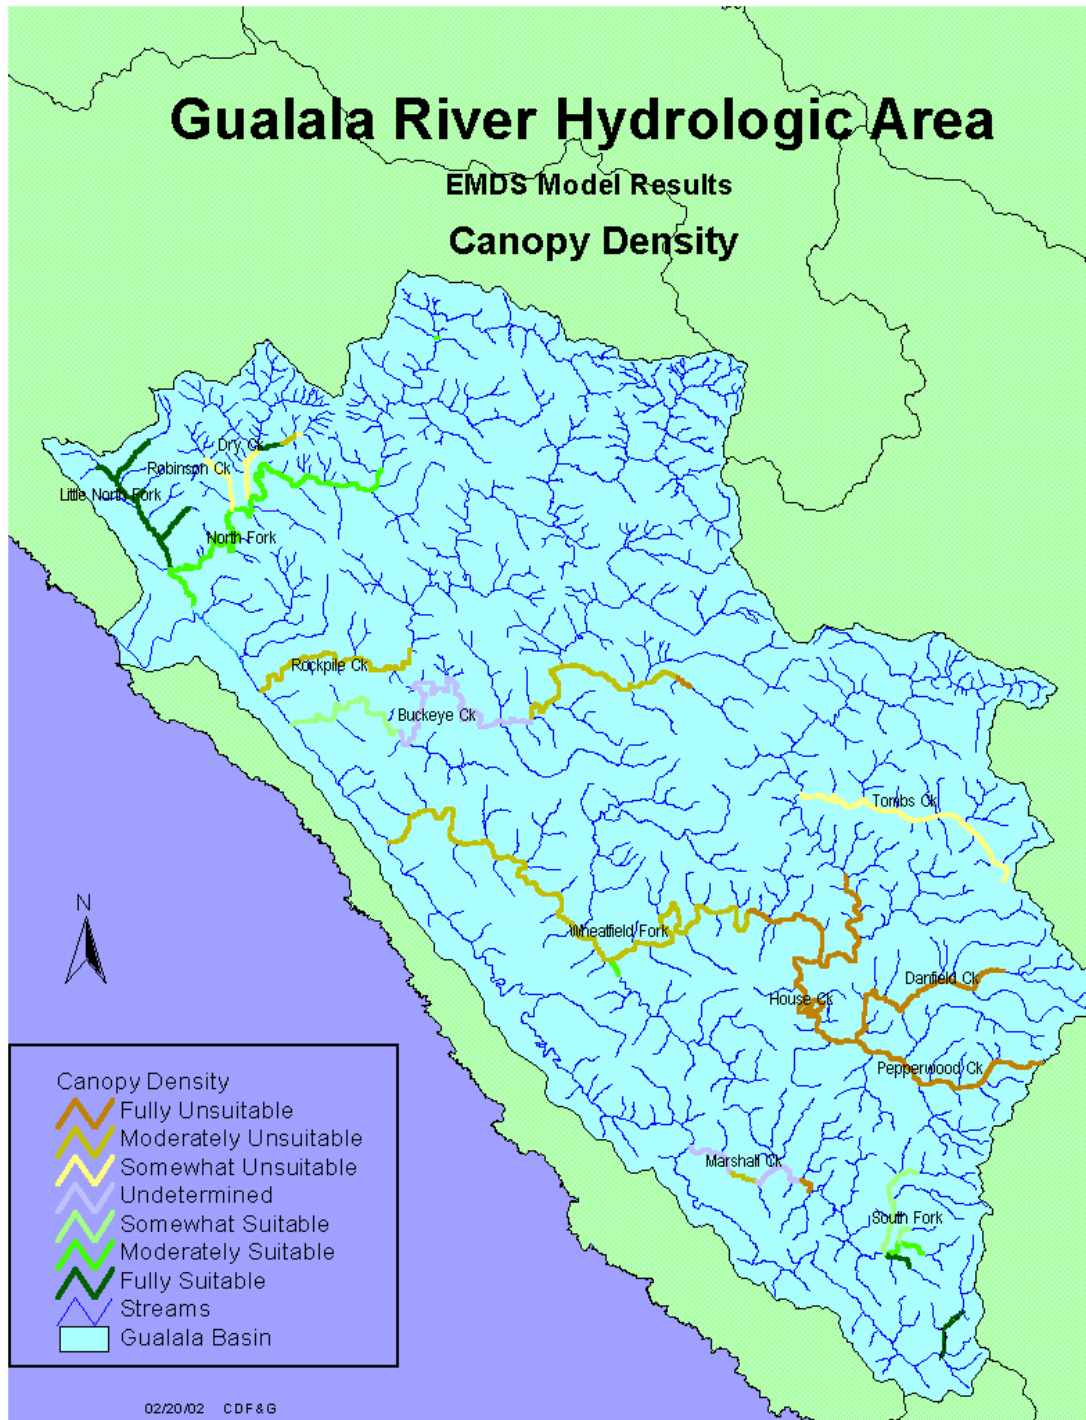 Gualala River Hydrologic Area
EMDS Model Results
Canopy Density
Dry Ck
Robinson Ck
Little North Fork
North Fork
Rockpile Ck
Buckeye Ck
Tombs Ck
N
Wheatfield Fork
Danfield Ck
House Ck
Pepperwood Ck
Marshall Ck
South Fork
Canopy Density
Fully Unsuitable
Moderately Unsuitable
Somewhat Unsuitable
Undetermined
Somewhat Suitable
Moderately Suitable
Fully Suitable
Streams
Gualala Basin
02/20/02 CDF&G